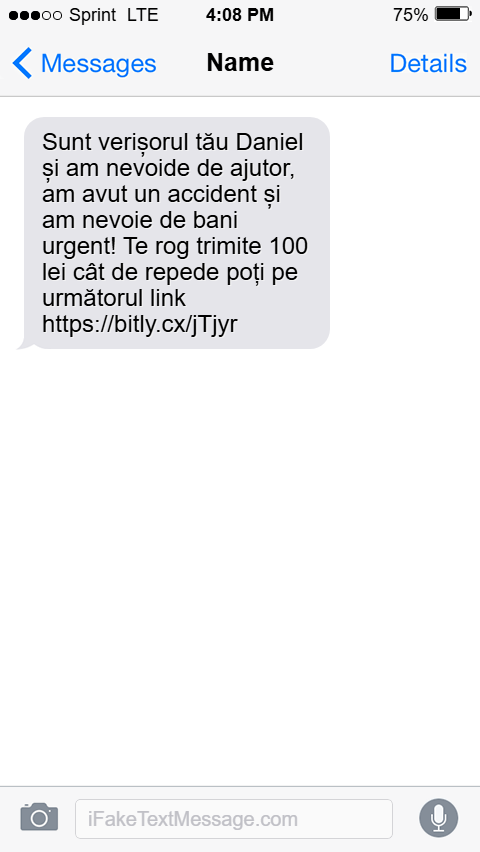 Sprint LTE 4:08 PM 75%
Messages Name Details
Sunt verișorul tău Daniel
și am nevoide de ajutor,
am avut un accident și
am nevoie de bani
urgent! Te rog trimite 100
lei cât de repede poți pe
următorul link
https://bitly.cx/jTjyr
iFakeTextMessage.com